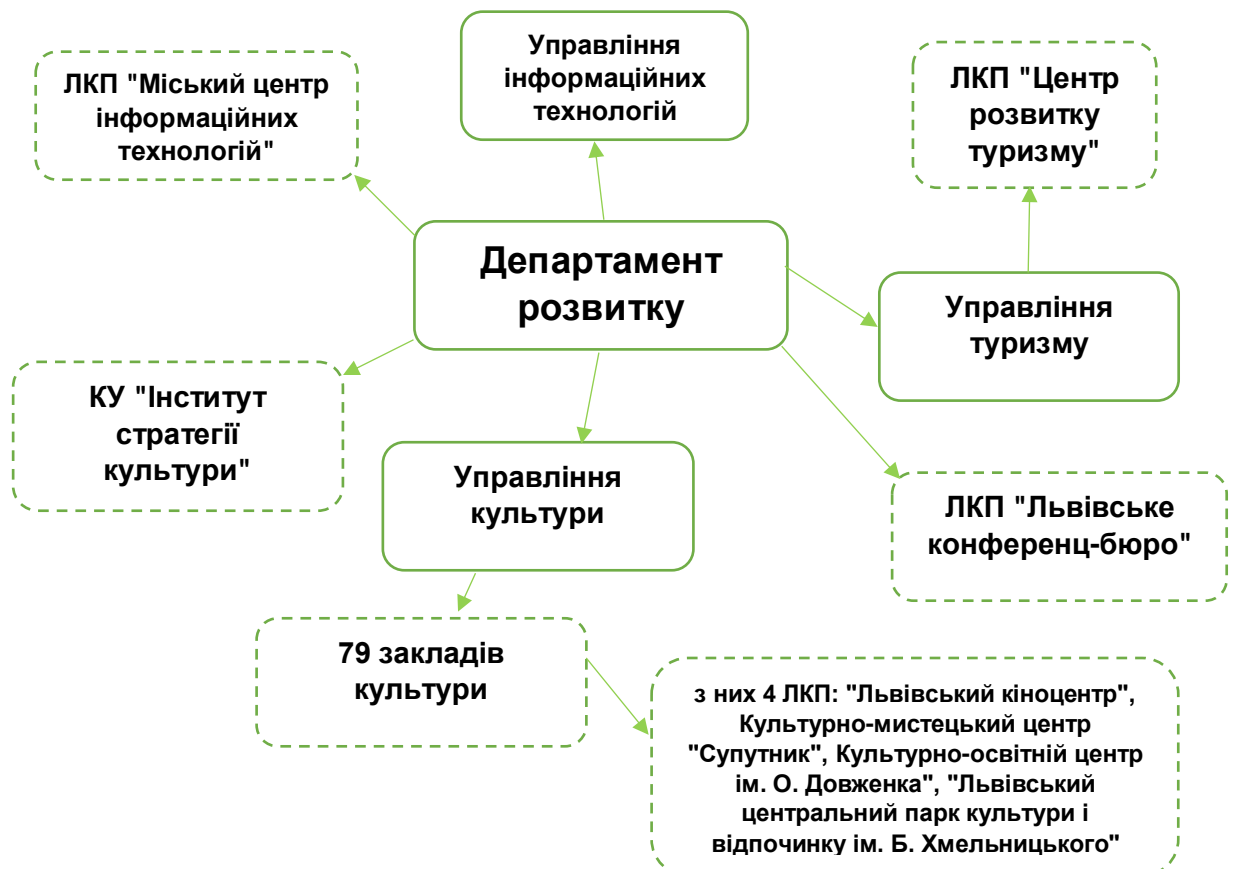 Управління
інформаційних
технологій
ЛКП "Міський центр
інформаційних
технологій"
ЛКП "Центр
розвитку
туризму"
Департамент
розвитку
Управління
туризму
КУ "Інститут
стратегії
культури"
Управління
культури
ЛКП "Львівське
конференц-бюро"
79 закладів
культури
з них 4 ЛКП: "Львівський кіноцентр",
Культурно-мистецький центр
"Супутник", Культурно-освітній центр
ім. О. Довженка", "Львівський
центральний парк культури і
відпочинку ім. Б. Хмельницького"